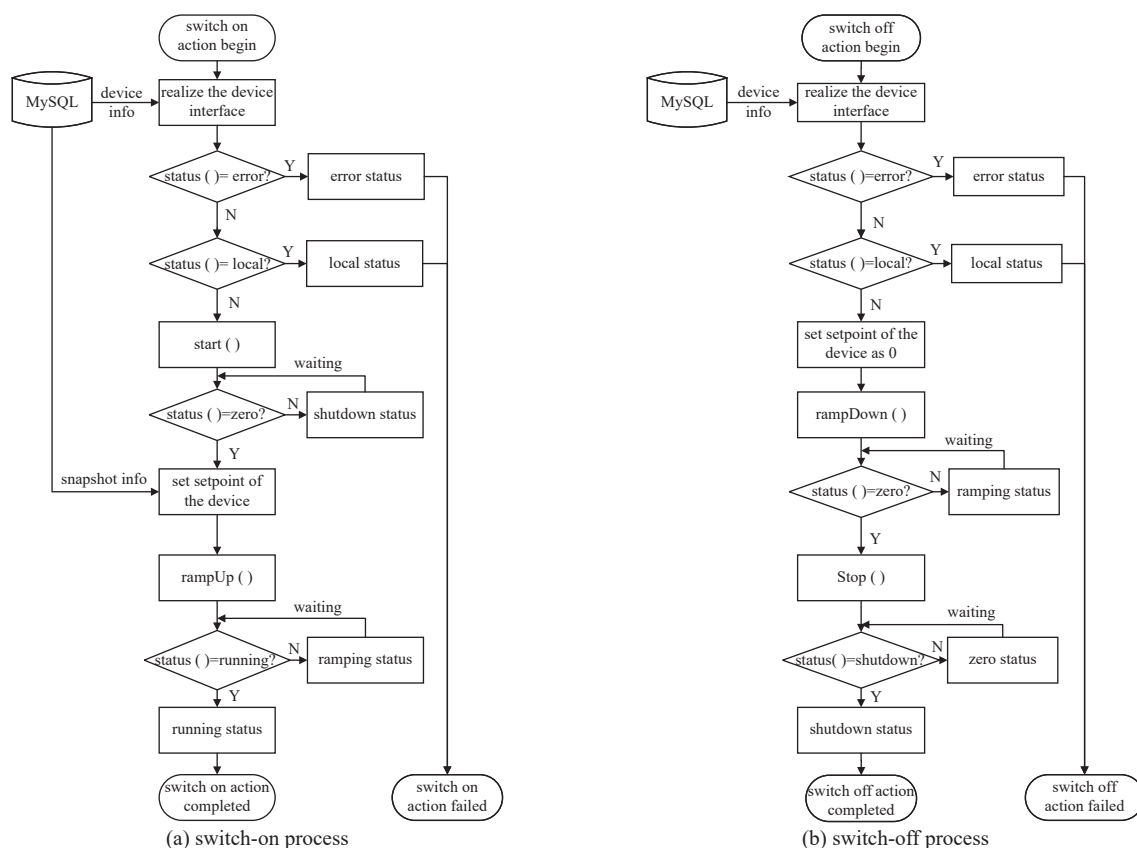 switch on
action begin
MySQL
device
info
realize the device
interface
status ( )= error?
Y
error status
N
status ( )= local?
Y
local status
N
start ( )
waiting
status ( )=zero?
N
shutdown status
Y
snapshot info
set setpoint of
the device
rampUp ( )
waiting
status ( )=running?
N
ramping status
Y
running status
switch on action
completed
switch on
action failed
(a) switch-on process
switch off
action begin
MySQL
device
info
realize the device
interface
status ( )=error?
Y
error status
N
status ( )=local?
Y
local status
N
set setpoint of the
device as 0
rampDown ( )
waiting
status ( )=zero?
N
ramping status
Y
Stop ( )
waiting
status( )=shutdown?
N
zero status
Y
shutdown status
switch off action
completed
switch off
action failed
(b) switch-off process